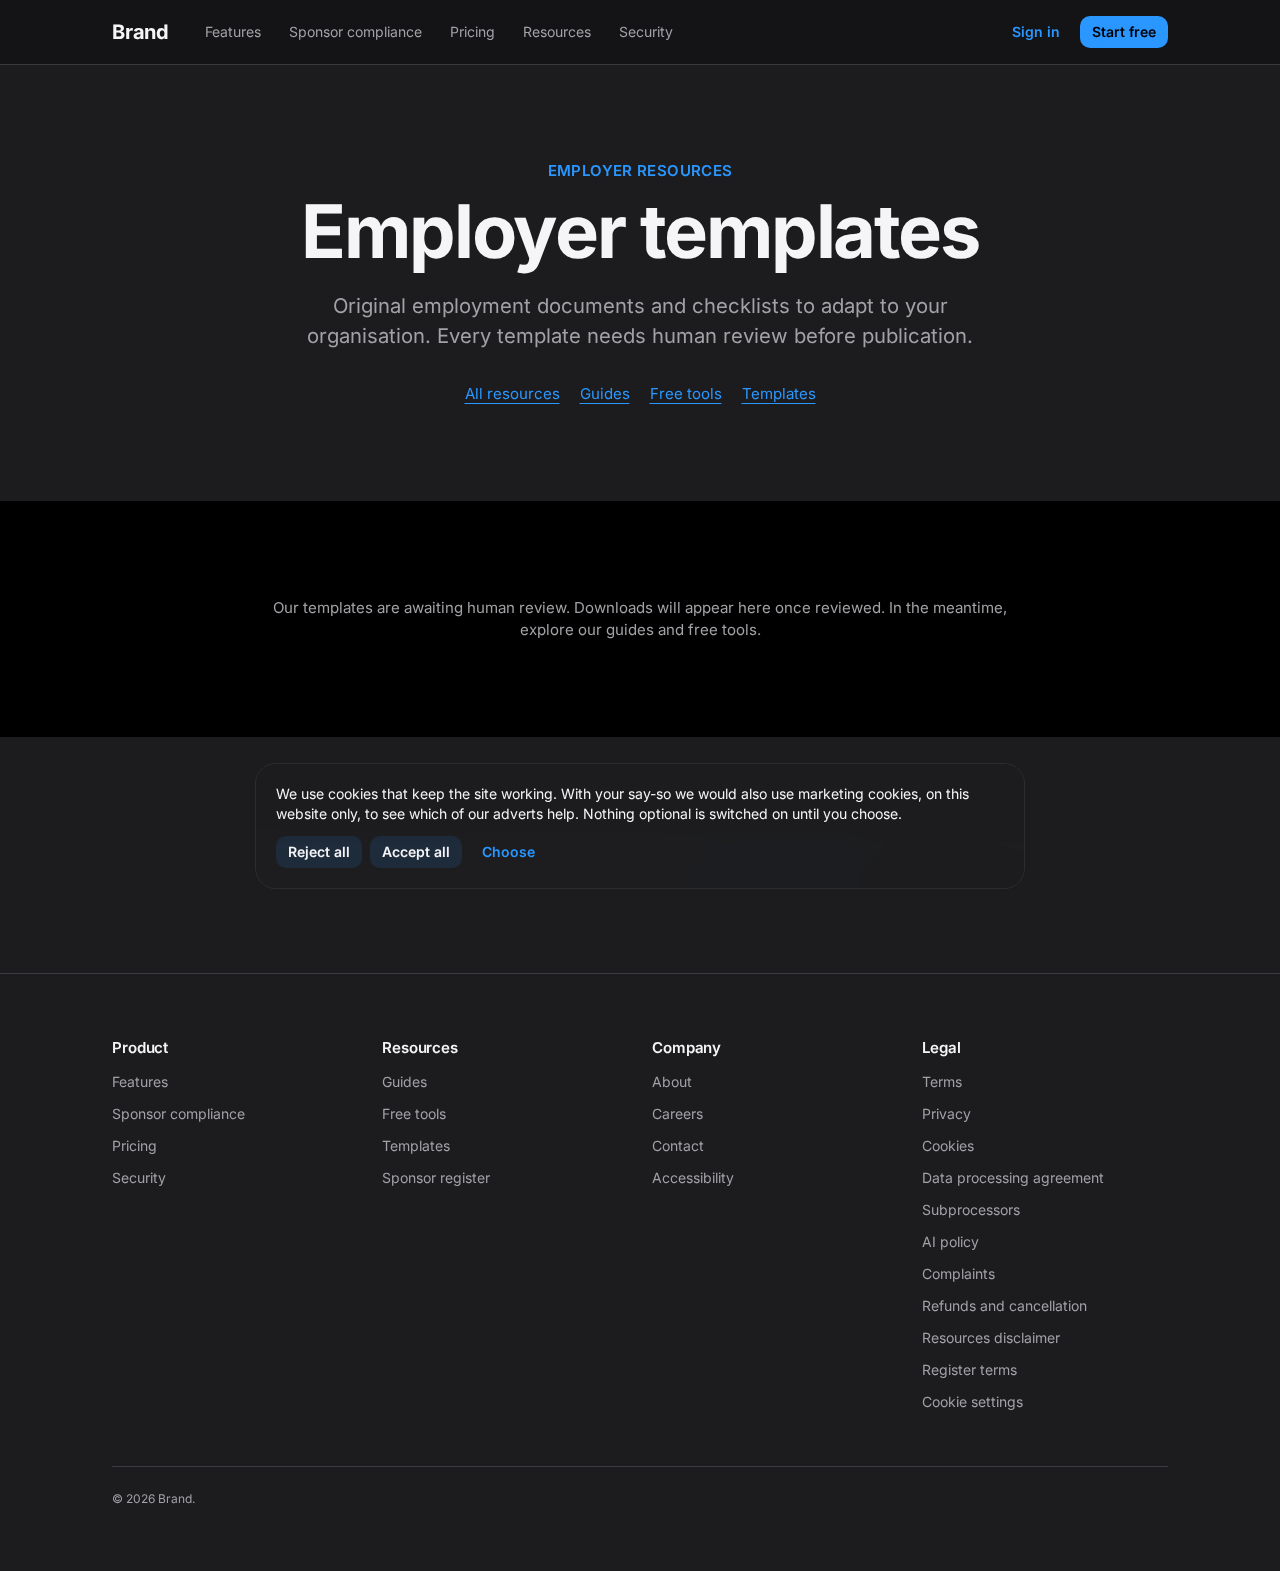 Brand
Features
Sponsor compliance
Pricing
Resources
Security
Sign in
Start free
EMPLOYER RESOURCES
Employer templates
Original employment documents and checklists to adapt to your
organisation. Every template needs human review before publication.
All resources
Guides
Free tools
Templates
Our templates are awaiting human review. Downloads will appear here once reviewed. In the meantime,
explore our guides and free tools.
We use cookies that keep the site working. With your say-so we would also use marketing cookies, on this
website only, to see which of our adverts help. Nothing optional is switched on until you choose.
Reject all
Accept all
Choose
Product
Features
Sponsor compliance
Pricing
Security
Resources
Guides
Free tools
Templates
Sponsor register
Company
About
Careers
Contact
Accessibility
Legal
Terms
Privacy
Cookies
Data processing agreement
Subprocessors
AI policy
Complaints
Refunds and cancellation
Resources disclaimer
Register terms
Cookie settings
© 2026 Brand.